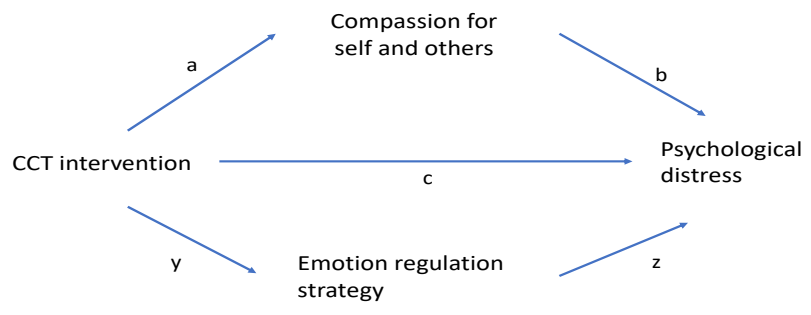 Compassion for
self and others
a
b
CCT intervention
c
Psychological
distress
y
Emotion regulation
strategy
z